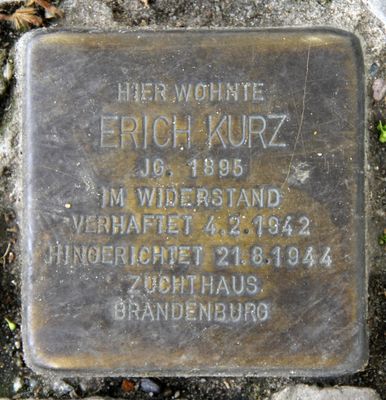 HIER WOHNTE
ERICH KURZ
JG. 1895
IM WIDERSTAND
VERHAFTET 4.2.1942
HINGERICHTET 21.8.1944
ZUCHTHAUS
BRANDENBURG